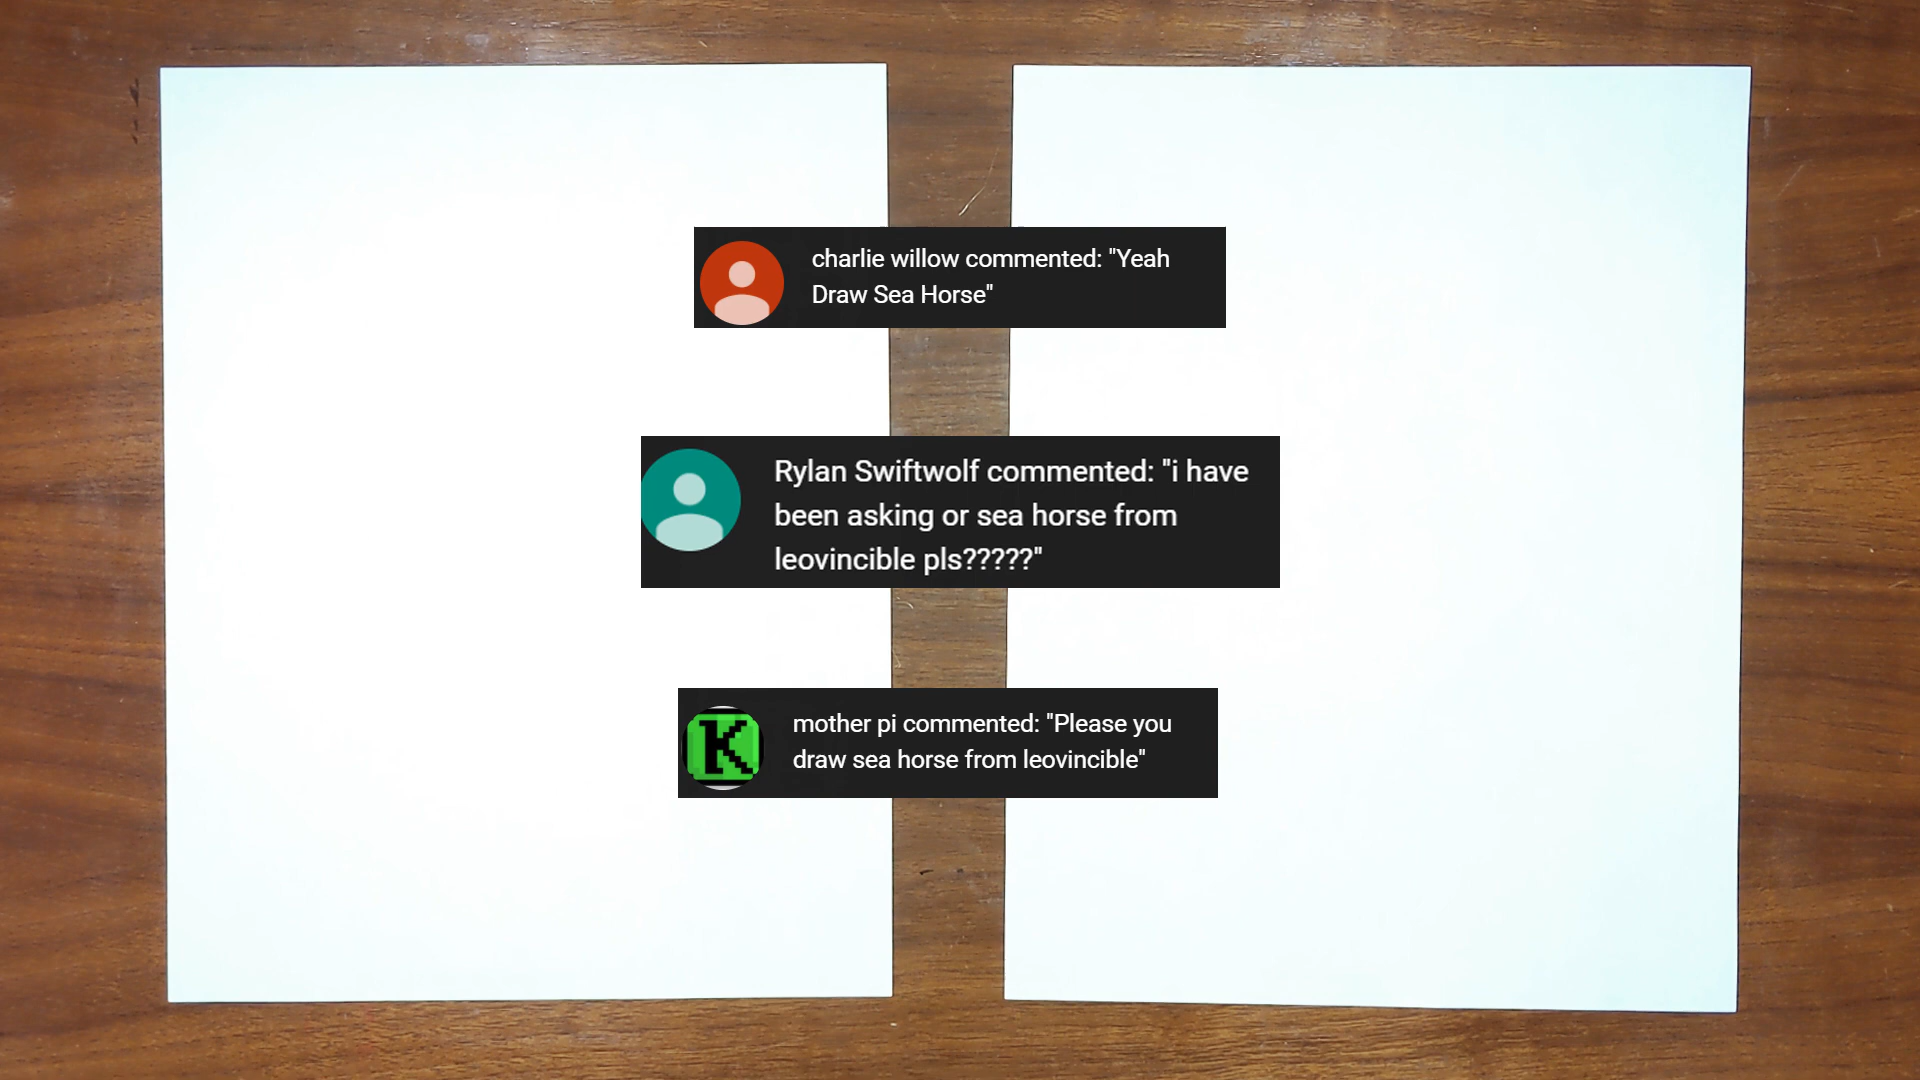 charlie willow commented: "Yeah
Draw Sea Horse"
Rylan Swiftwolf commented: "i have
been asking or sea horse from
leovincible pls?????"
K
mother pi commented: "Please you
draw sea horse from leovincible"